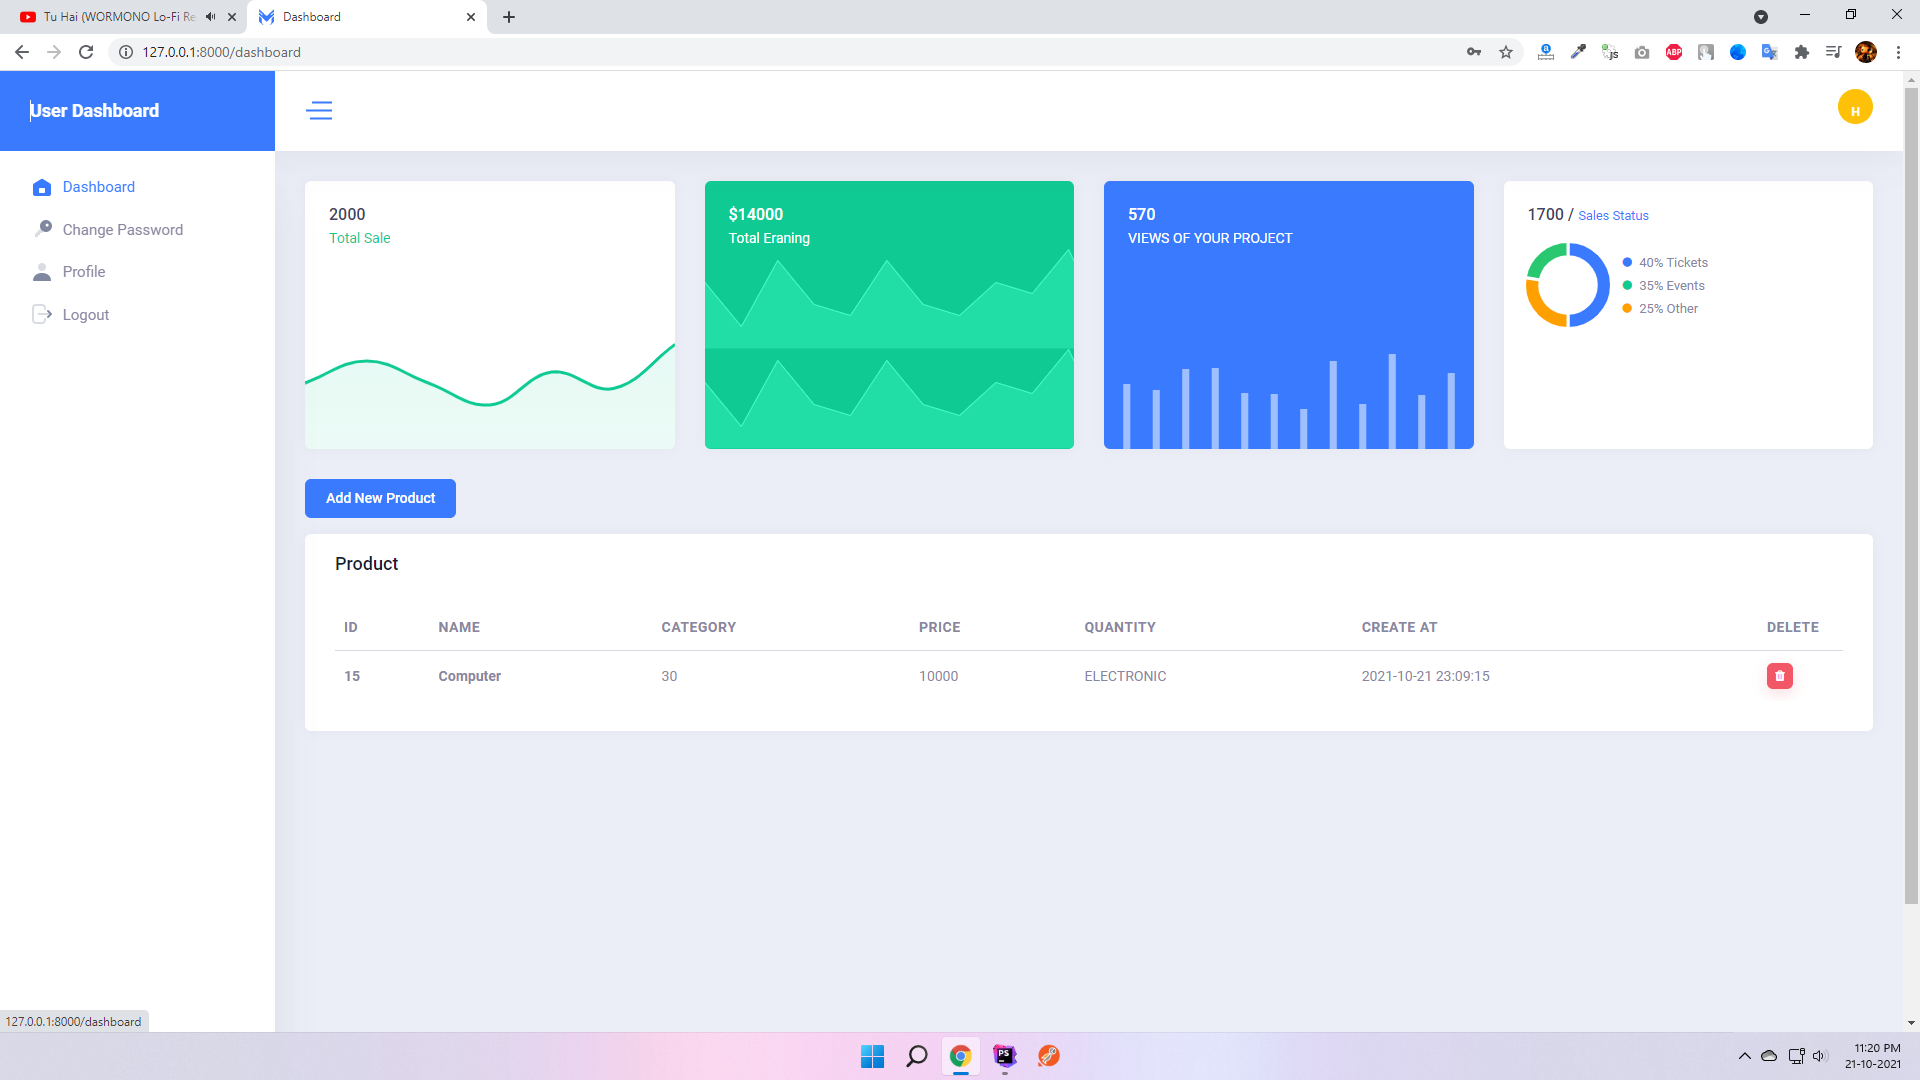 Tu Hai (WORMONO Lo-Fi Re
Dashboard
127.0.0.1:8000/dashboard
User Dashboard
H
Dashboard
Change Password
Profile
Logout
2000
Total Sale
$14000
Total Eraning
570
VIEWS OF YOUR PROJECT
1700 / Sales Status
40% Tickets
35% Events
25% Other
Add New Product
Product
ID NAME CATEGORY PRICE QUANTITY CREATE AT DELETE
15 Computer 30 10000 ELECTRONIC 2021-10-21 23:09:15
127.0.0.1:8000/dashboard
ABP
JS
PS
11:20 PM
21-10-2021